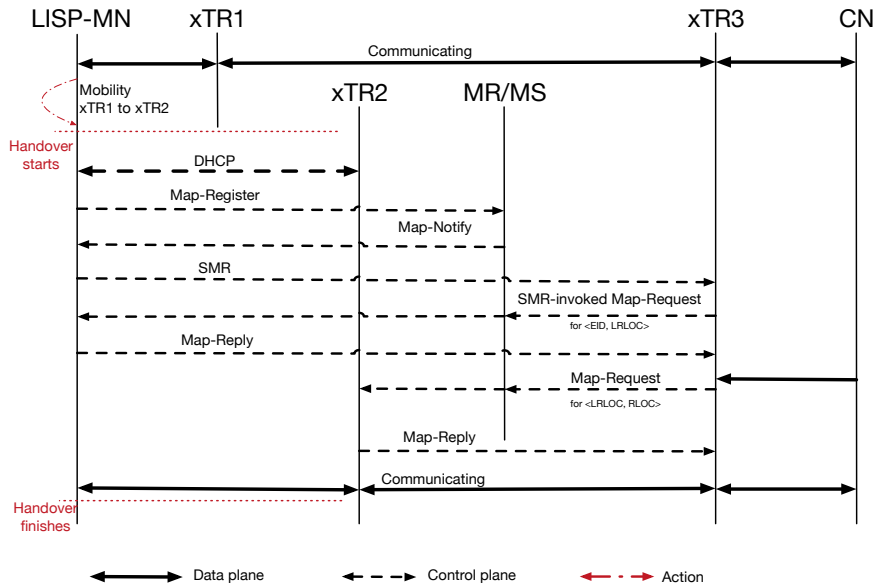 LISP-MN xTR1 xTR3 CN
Communicating
Mobility
xTR1 to xTR2
xTR2 MR/MS
Handover
starts
DHCP
Map-Register
Map-Notify
SMR
SMR-invoked Map-Request
for <EID, LRLOC>
Map-Reply
Map-Request
for <LRLOC, RLOC>
Map-Reply
Communicating
Handover
finishes
Data plane Control plane Action